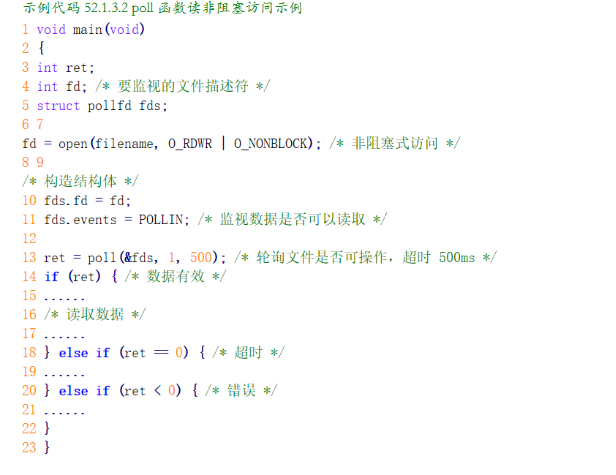 示例代码 52.1.3.2 poll 函数读非阻塞访问示例
1 void main(void)
2 {
3 int ret;
4 int fd; /* 要监视的文件描述符 */
5 struct pollfd fds;
6 7
fd = open(filename, O_RDWR | O_NONBLOCK); /* 非阻塞式访问 */
8 9
/* 构造结构体 */
10 fds.fd = fd;
11 fds.events = POLLIN; /* 监视数据是否可以读取 */
12
13 ret = poll(&fds, 1, 500); /* 轮询文件是否可操作，超时 500ms */
14 if (ret) { /* 数据有效 */
15 ......
16 /* 读取数据 */
17 ......
18 } else if (ret == 0) { /* 超时 */
19 ......
20 } else if (ret < 0) { /* 错误 */
21 ......
22 }
23 }